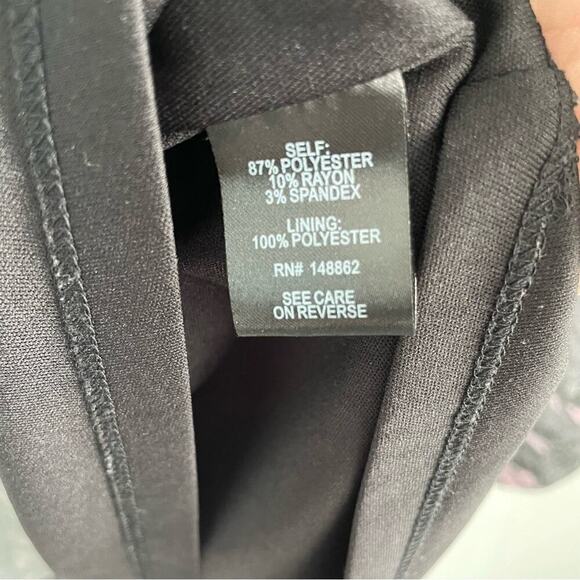 SELF:
87% POLYESTER
10% RAYON
3% SPANDEX
LINING:
100% POLYESTER
RN# 148862
SEE CARE
ON REVERSE